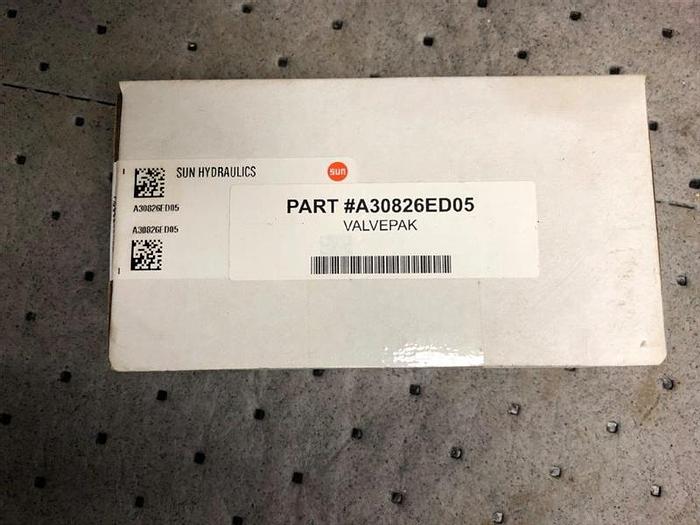 SUN HYDRAULICS
sun
A30826ED05
A30826ED05
PART #A30826ED05
VALVEPAK